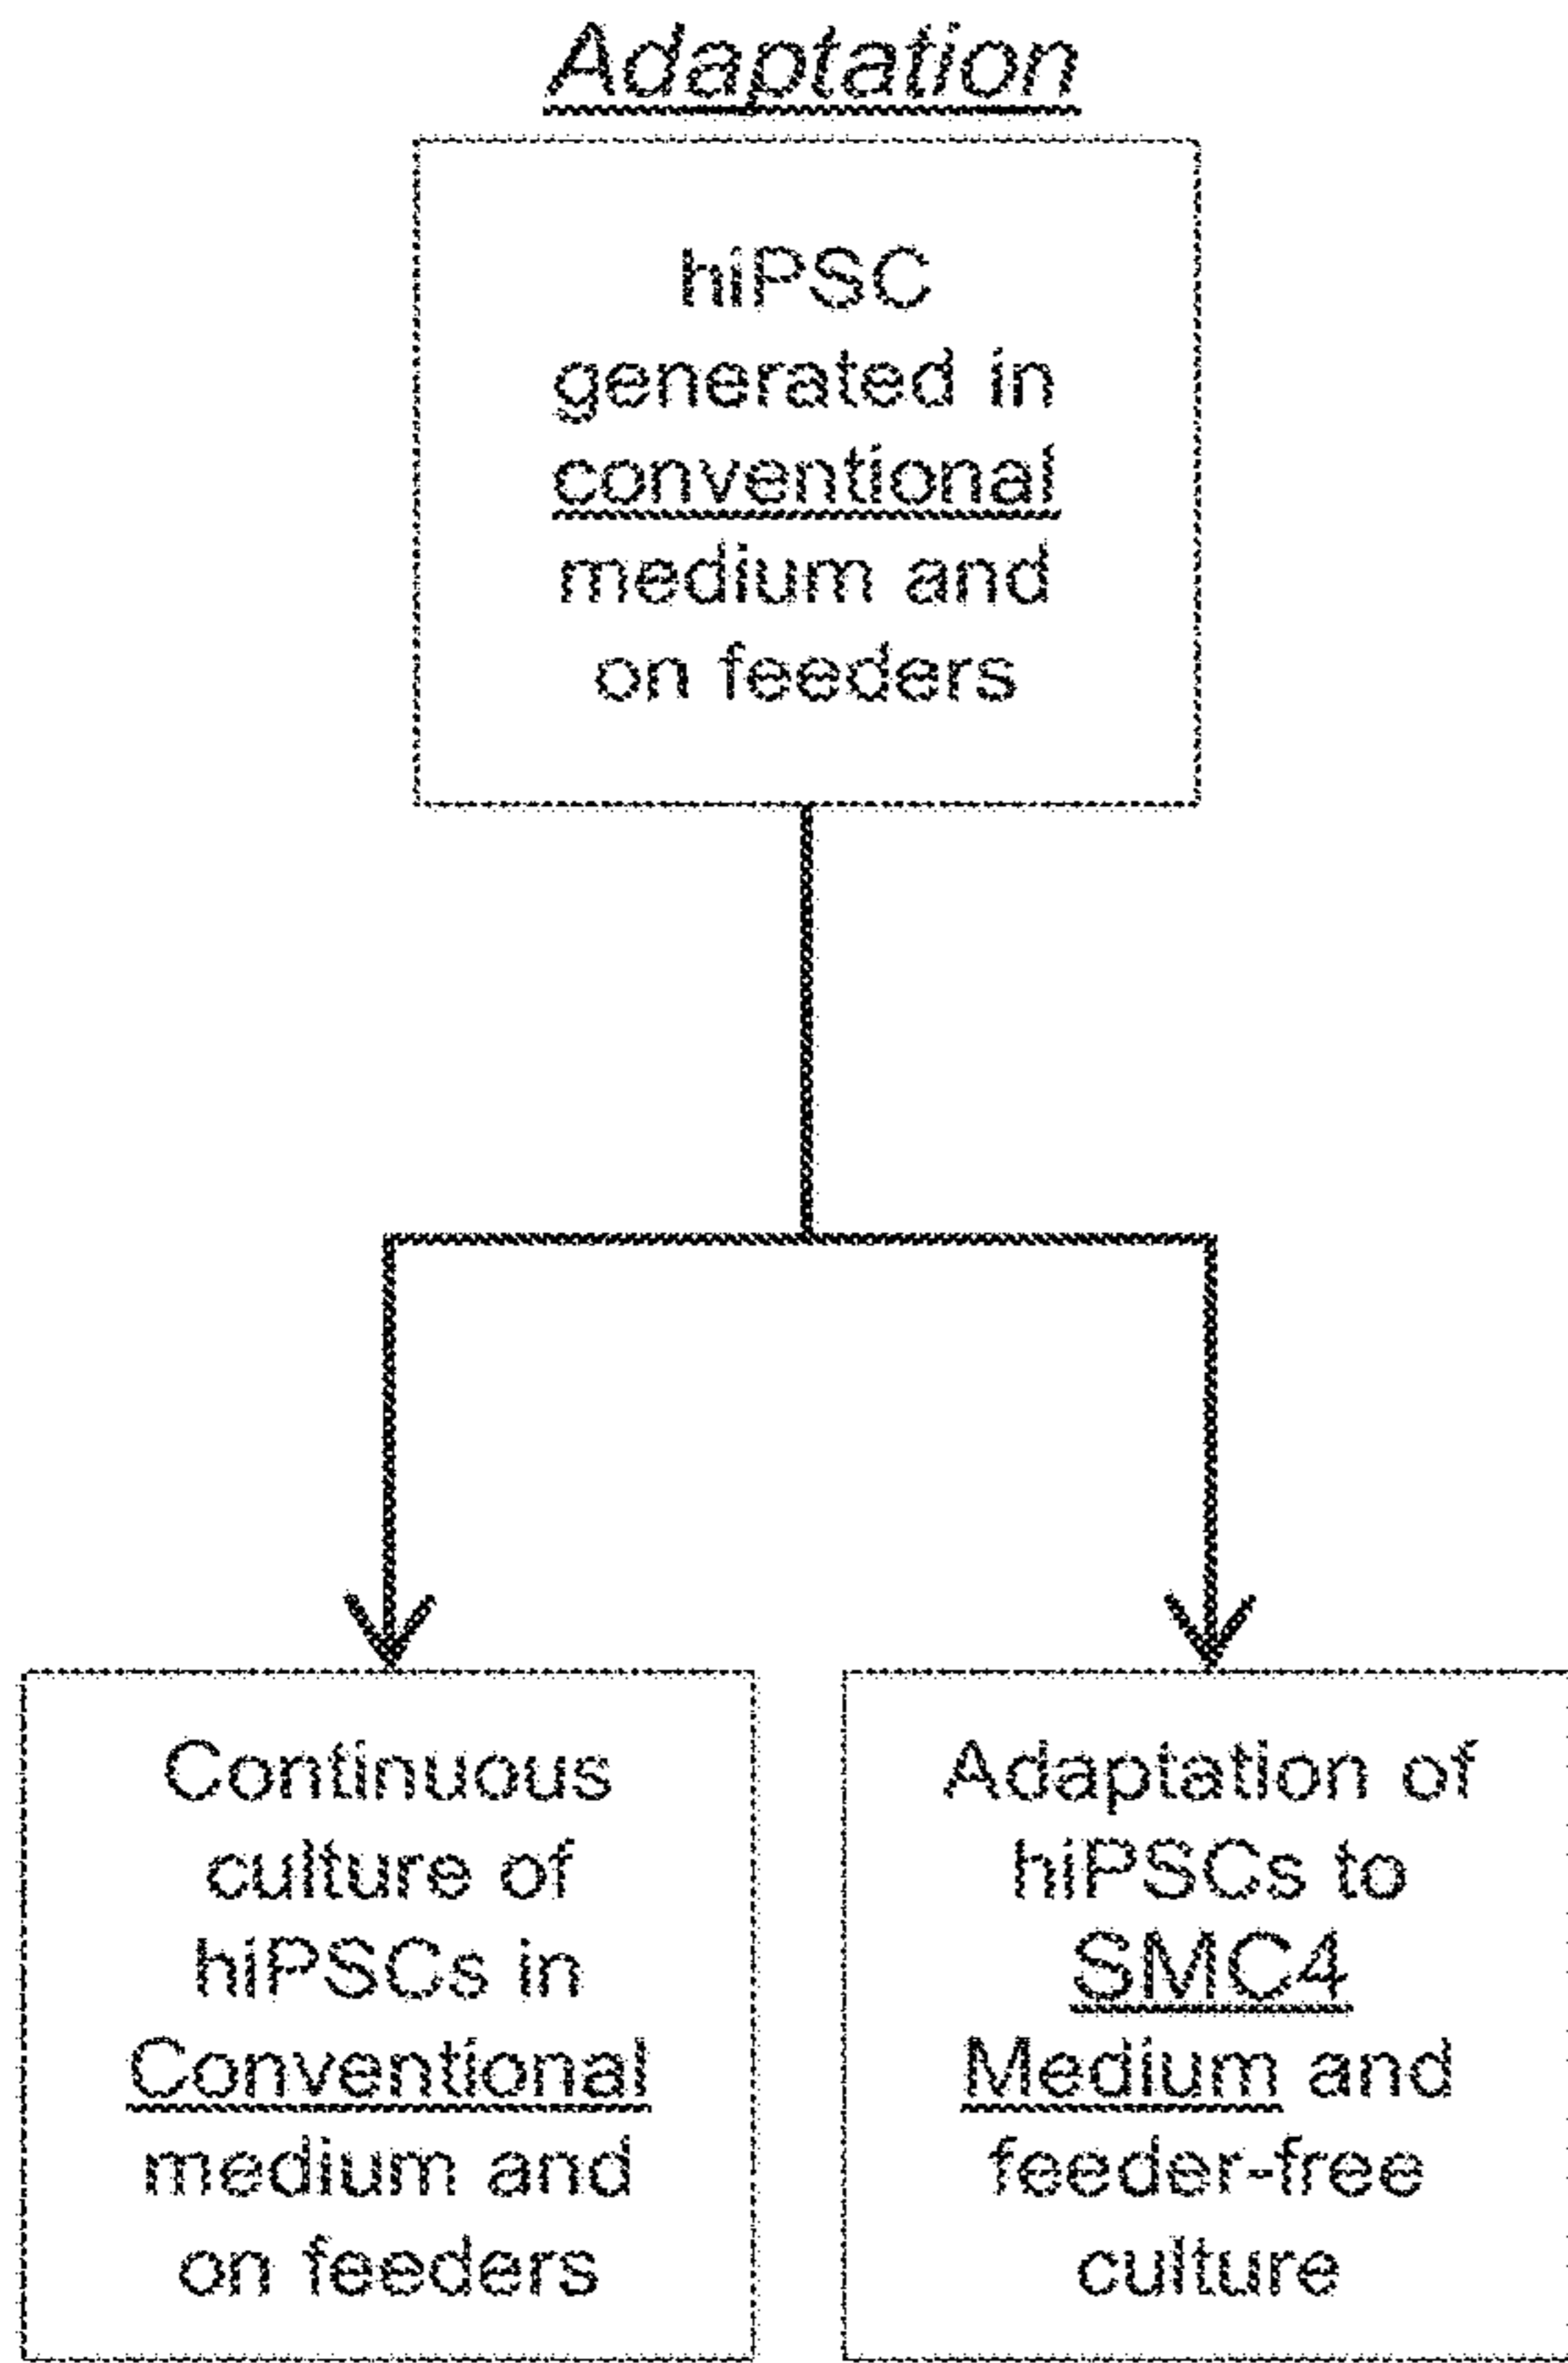 Adaptation
hiPSC
generated in
conventional
medium and
on feeders
Continuous
culture of
hiPSCs in
Conventional
medium and
on feeders
Adaptation of
hiPSCs to
SMC4
Medium and
feeder-free
culture